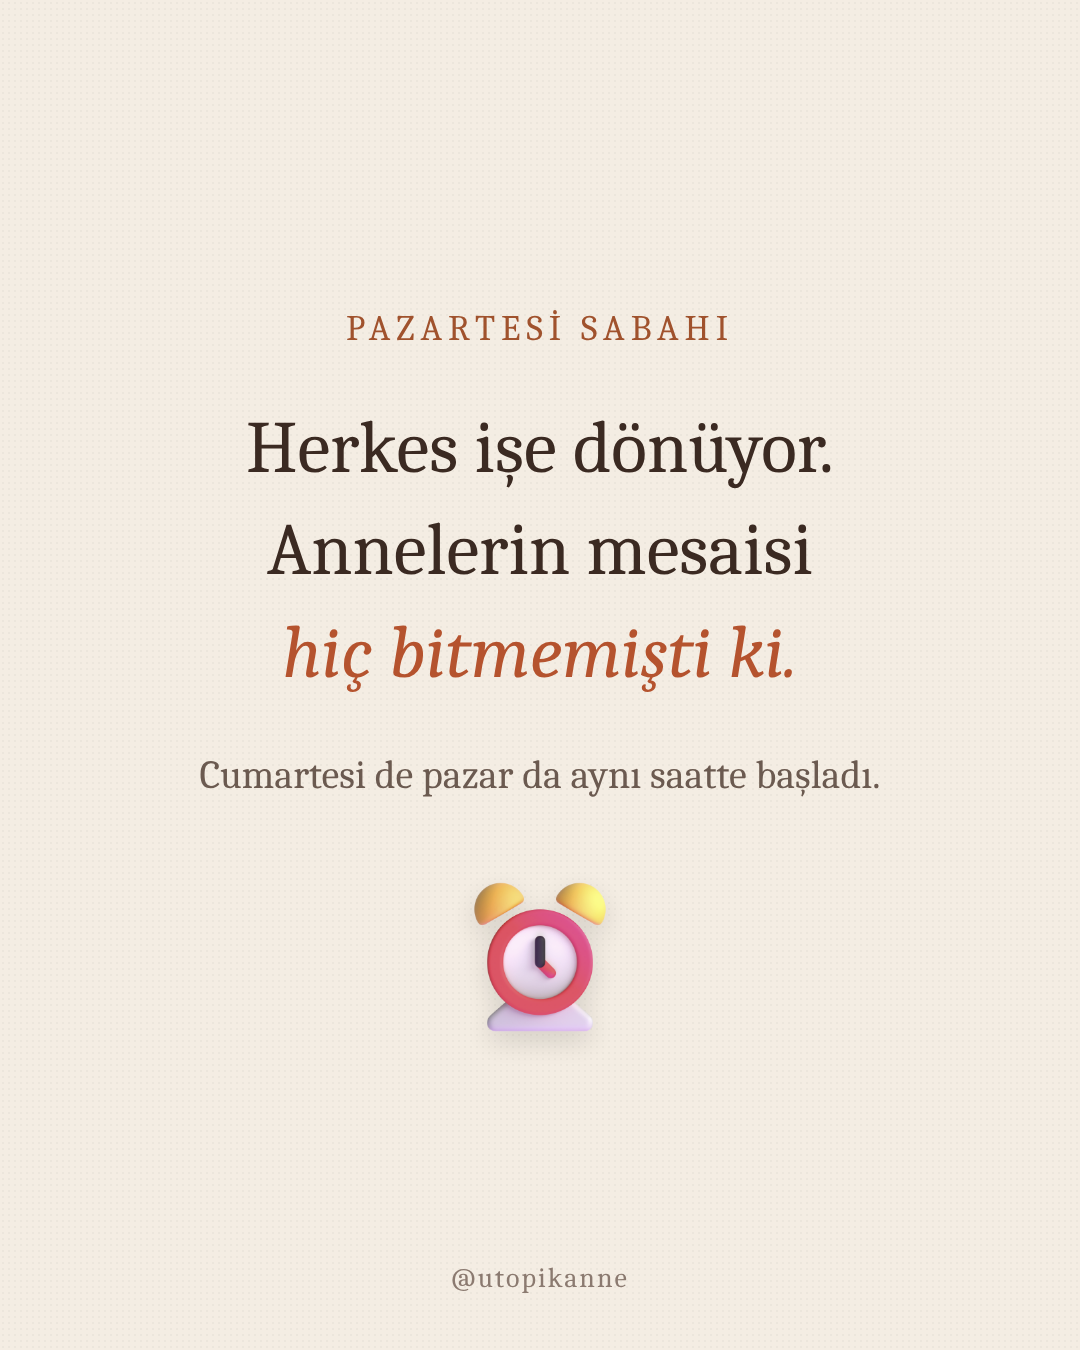 PAZARTESİ SABAHI
Herkes işe dönüyor.
Annelerin mesaisi
hiç bitmemişti ki.
Cumartesi de pazar da aynı saatte başladı.
@utopikanne